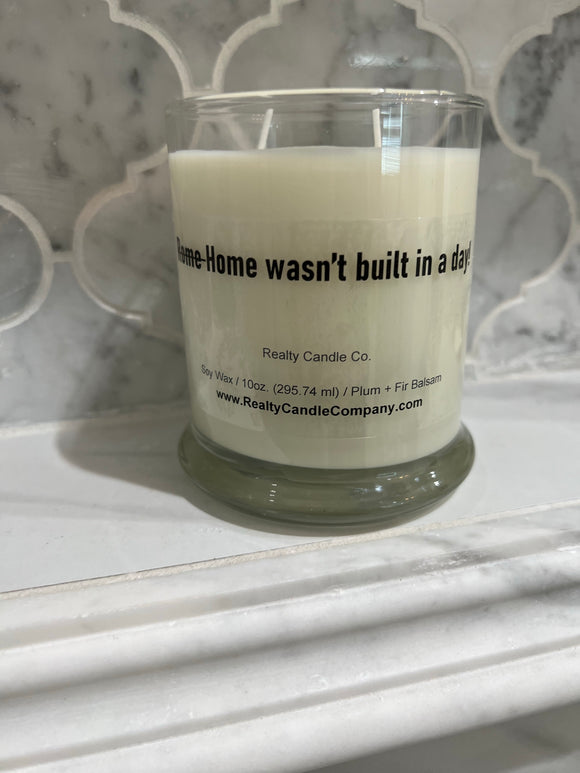 Rome Home wasn't built in a day!
Realty Candle Co.
Soy Wax / 10oz. (295.74 ml) / Plum + Fir Balsam
www.RealtyCandleCompany.com